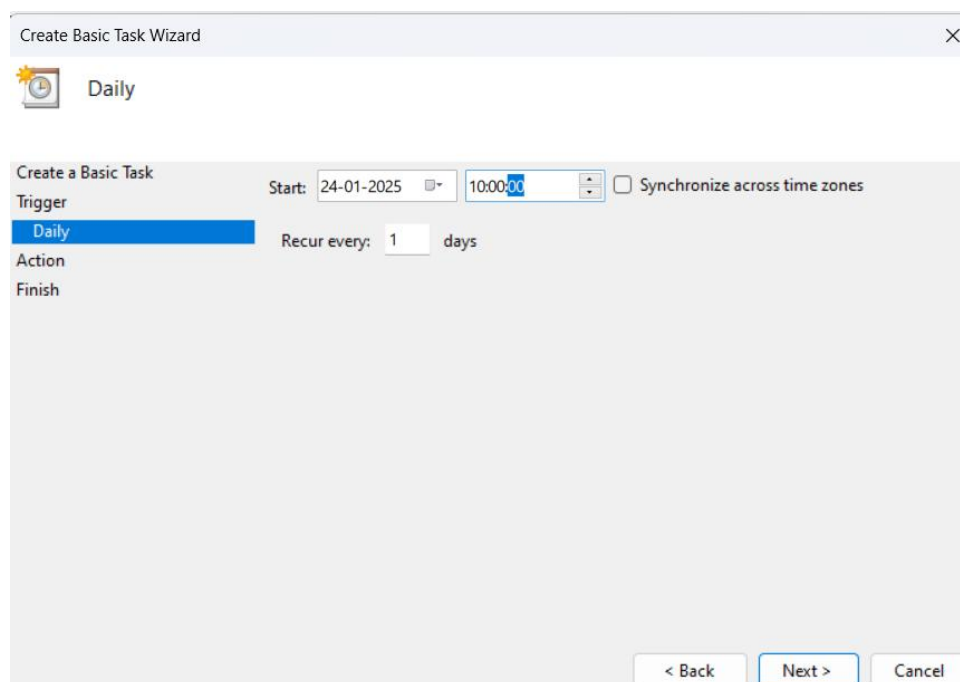 Create Basic Task Wizard
Daily
Create a Basic Task
Trigger
Daily
Action
Finish
Start: 24-01-2025 10:00:00 Synchronize across time zones
Recur every: 1 days
< Back Next > Cancel